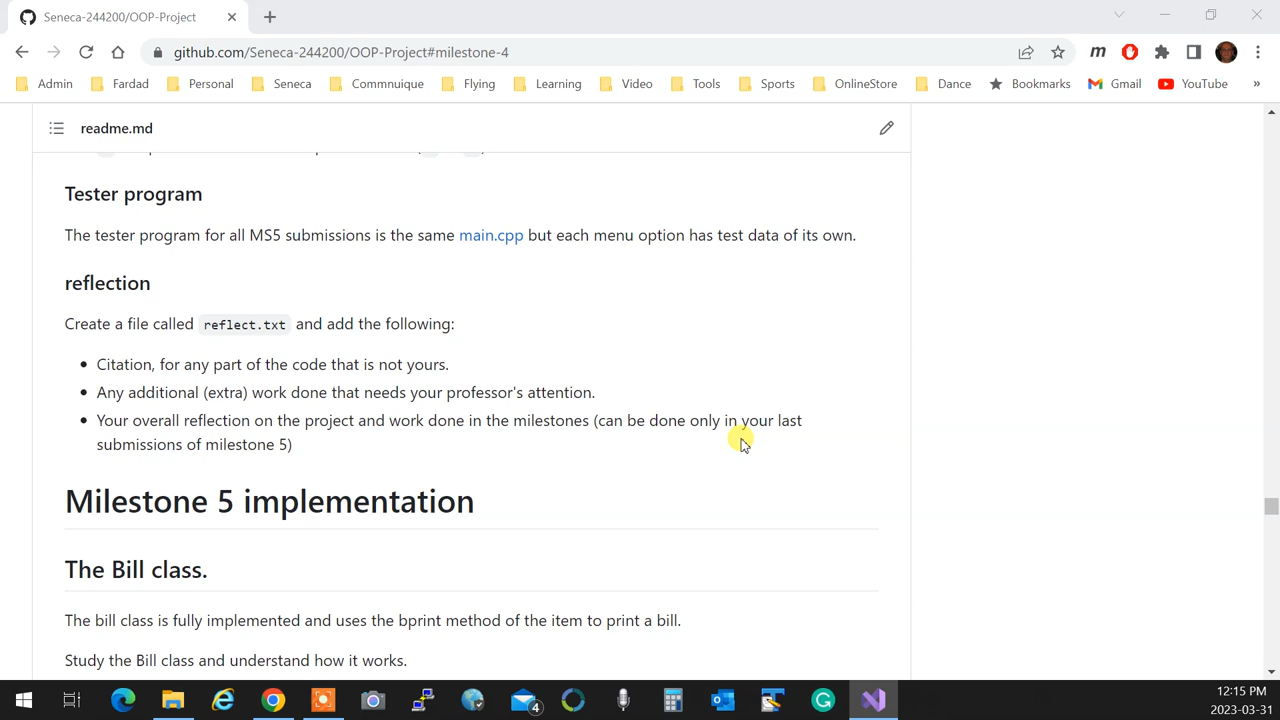 Seneca-244200/OOP-Project
github.com/Seneca-244200/OOP-Project#milestone-4
m
Admin Fardad Personal Seneca Commnuique Flying Learning Video Tools Sports OnlineStore Dance Bookmarks Gmail YouTube »
readme.md
Tester program
The tester program for all MS5 submissions is the same main.cpp but each menu option has test data of its own.
reflection
Create a file called reflect.txt and add the following:
• Citation, for any part of the code that is not yours.
• Any additional (extra) work done that needs your professor's attention.
• Your overall reflection on the project and work done in the milestones (can be done only in your last
submissions of milestone 5)
Milestone 5 implementation
The Bill class.
The bill class is fully implemented and uses the bprint method of the item to print a bill.
Study the Bill class and understand how it works.
4
12:15 PM
2023-03-31